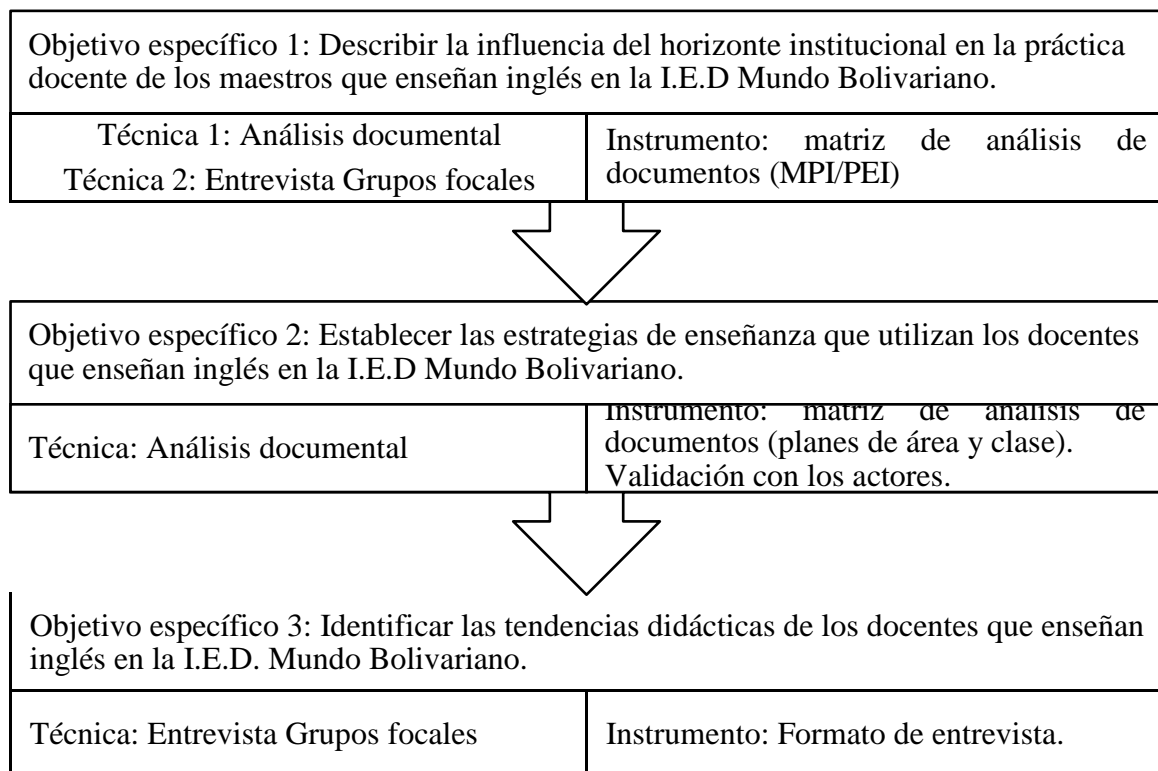 Objetivo específico 1: Describir la influencia del horizonte institucional en la práctica
docente de los maestros que enseñan inglés en la I.E.D Mundo Bolivariano.
Técnica 1: Análisis documental
Técnica 2: Entrevista Grupos focales
Instrumento: matriz de análisis de
documentos (MPI/PEI)
Objetivo específico 2: Establecer las estrategias de enseñanza que utilizan los docentes
que enseñan inglés en la I.E.D Mundo Bolivariano.
Técnica: Análisis documental
Instrumento: matriz de análisis de
documentos (planes de área y clase).
Validación con los actores.
Objetivo específico 3: Identificar las tendencias didácticas de los docentes que enseñan
inglés en la I.E.D. Mundo Bolivariano.
Técnica: Entrevista Grupos focales
Instrumento: Formato de entrevista.